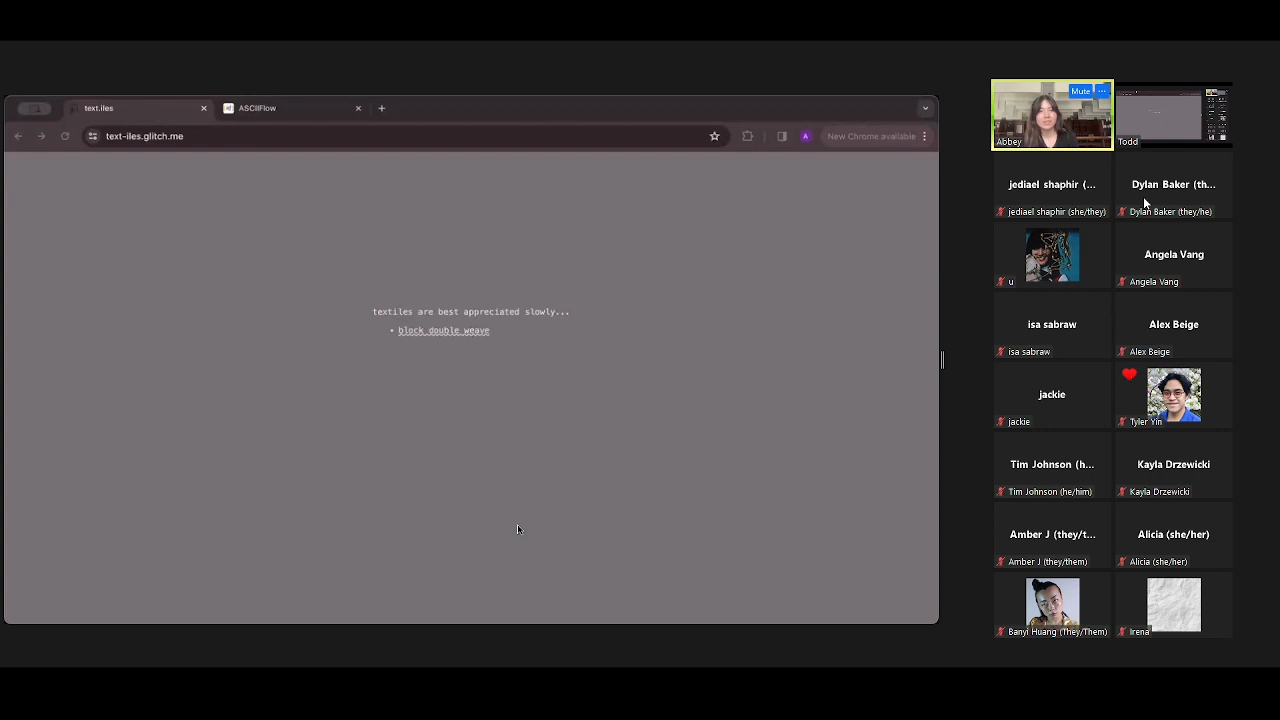 text.iles
ASCIIFlow
text-iles.glitch.me
New Chrome available
textiles are best appreciated slowly...
• block double weave
Mute
Abbey
Todd
jediael shaphir (...
jediael shaphir (she/they)
Dylan Baker (th...
Dylan Baker (they/he)
u
Angela Vang
Angela Vang
isa sabraw
isa sabraw
Alex Beige
Alex Beige
jackie
jackie
Tyler Yin
Tim Johnson (h...
Tim Johnson (he/him)
Kayla Drzewicki
Kayla Drzewicki
Amber J (they/t...
Amber J (they/them)
Alicia (she/her)
Alicia (she/her)
Banyi Huang (They/Them)
Irena